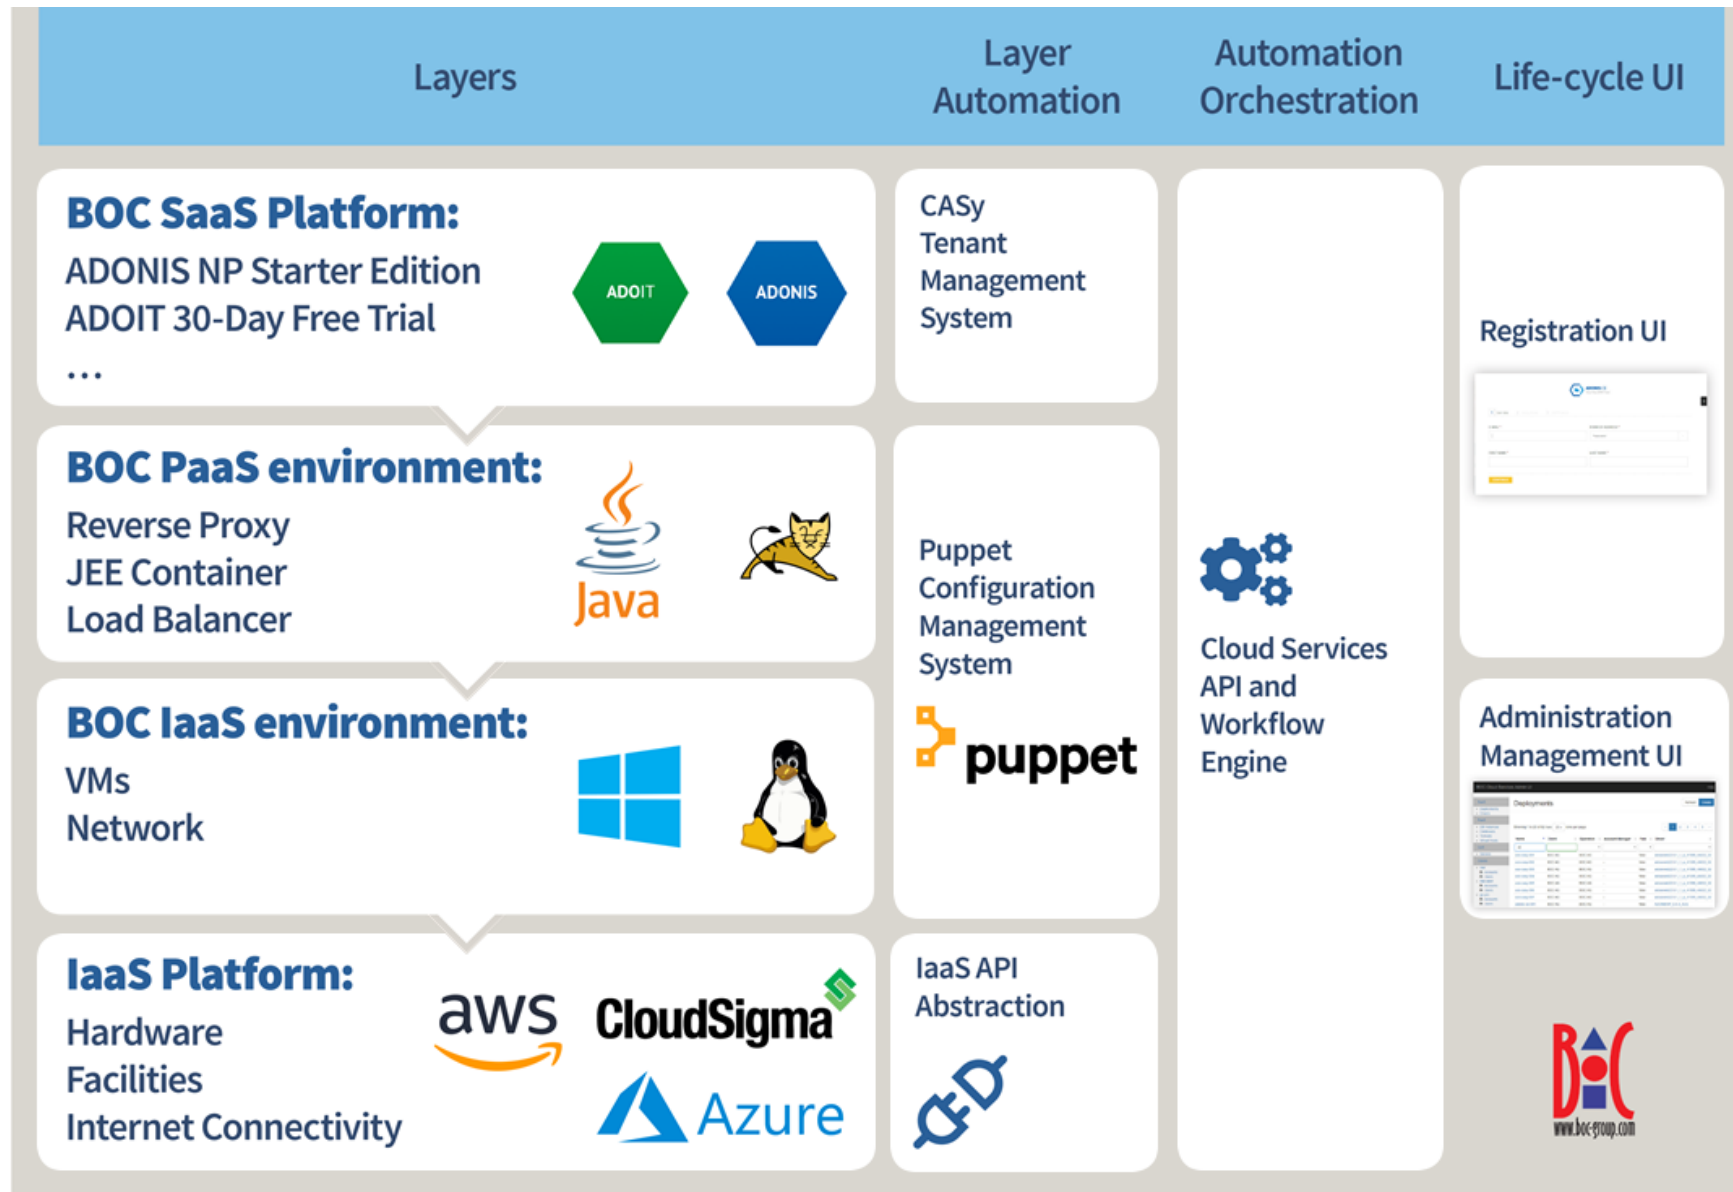 Layers
Layer
Automation
Automation
Orchestration
Life-cycle UI
BOC SaaS Platform:
ADONIS NP Starter Edition
ADOIT 30-Day Free Trial
...
ADOIT
ADONIS
CASy
Tenant
Management
System
Registration UI
BOC PaaS environment:
Reverse Proxy
JEE Container
Load Balancer
Java
Puppet
Configuration
Management
System
puppet
Cloud Services
API and
Workflow
Engine
BOC IaaS environment:
VMs
Network
Administration
Management UI
Deployments
IaaS Platform:
Hardware
Facilities
Internet Connectivity
aws
CloudSigma
Azure
IaaS API
Abstraction
BOC
www.boc-group.com